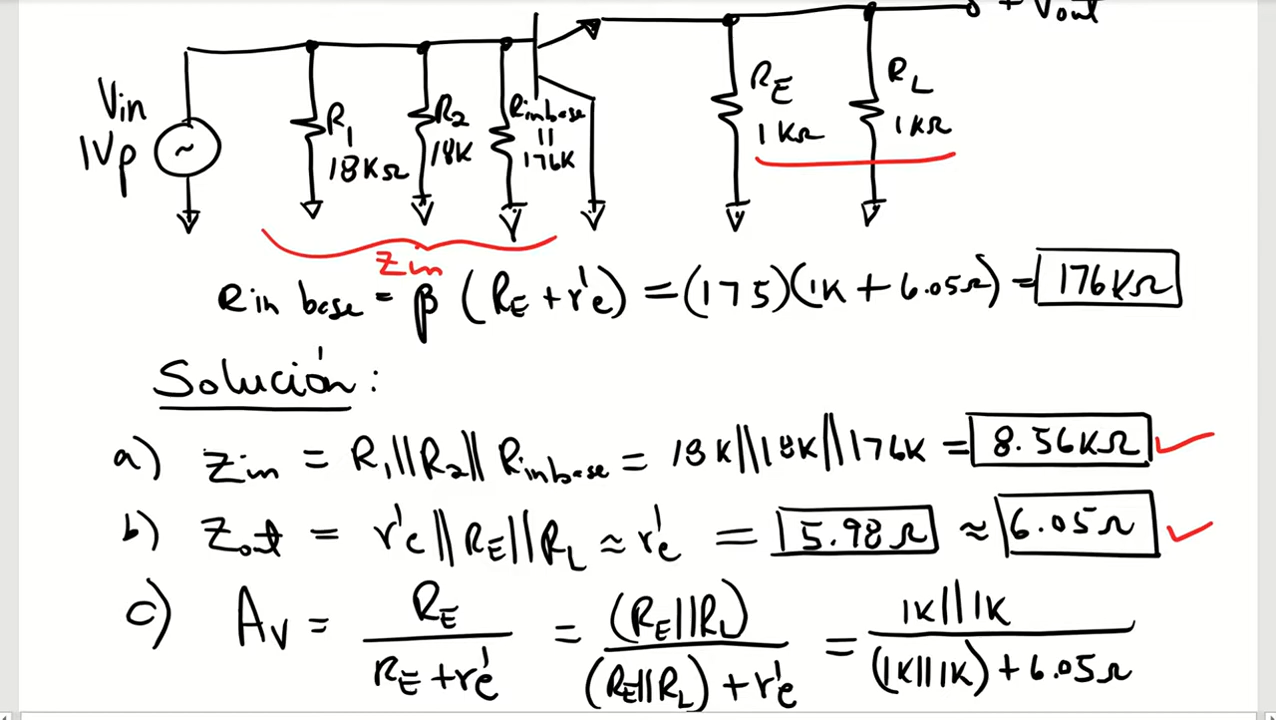 + Vout
Vin
1Vp
R1
18KΩ
R2
18K
Rinbase
=
176K
RE
1KΩ
RL
1KΩ
Zin
Rin base = β (RE + r'e) = (175)(1K + 6.05Ω) = 176KΩ
Solución:
a) Zin = R1||R2|| Rinbase = 18K||18K||176K = 8.56KΩ
b) Zout = r'e||RE||RL ≈ r'e = 5.98Ω ≈ 6.05Ω
c) Av = RE / RE + r'e = (RE||RL) / (RE||RL) + r'e = 1K||1K / (1K||1K) + 6.05Ω